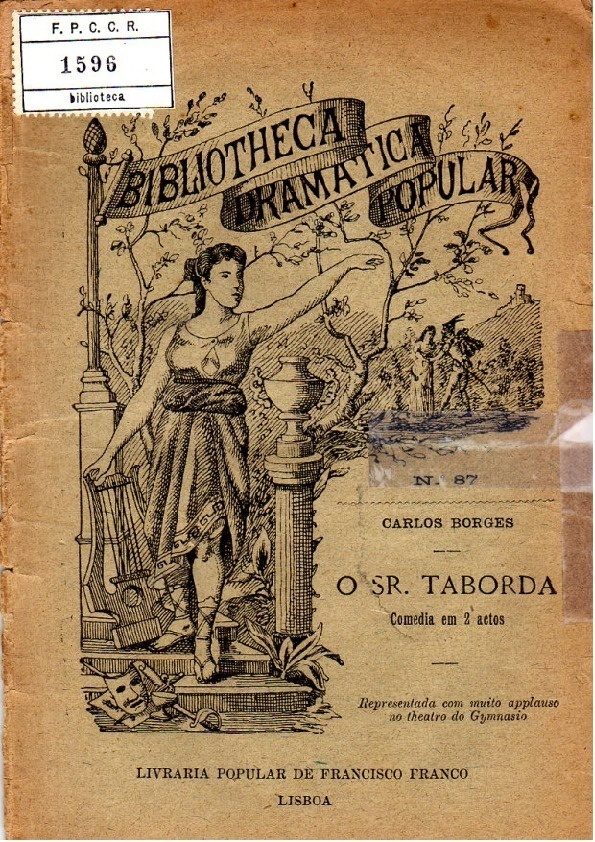 F. P. C. C. R.
1596
biblioteca
BIBLIOTHECA
DRAMATICA
POPULAR
N. 87
CARLOS BORGES
O SR. TABORDA
Comedia em 2 actos
Representada com muito applauso
no theatro do Gymnasio
LIVRARIA POPULAR DE FRANCISCO FRANCO
LISBOA